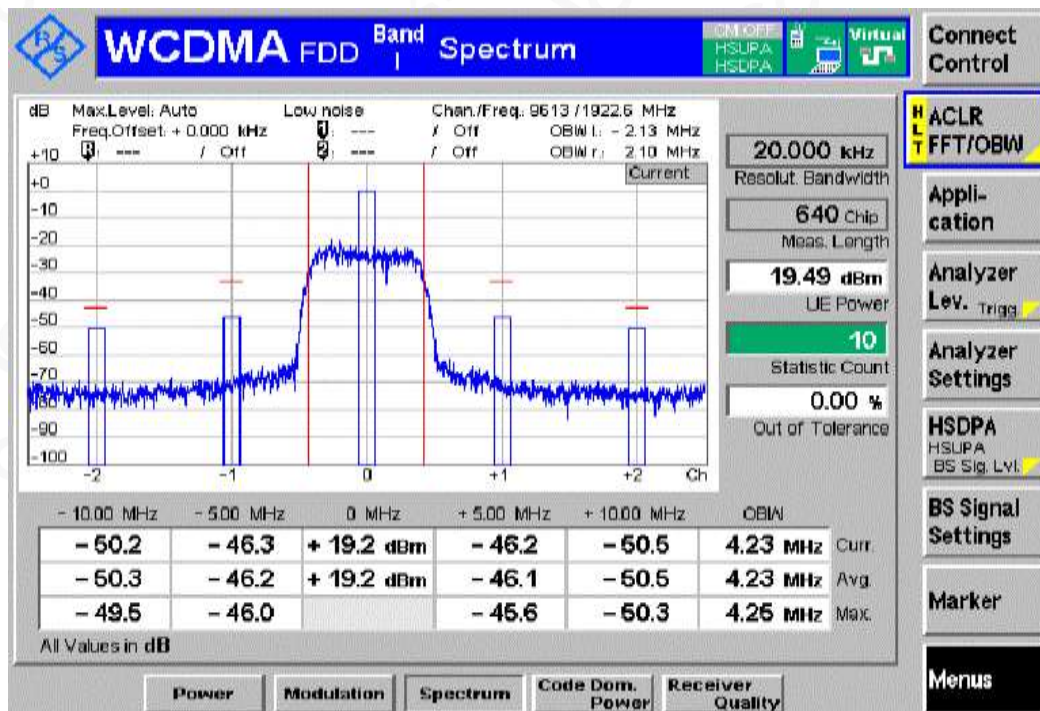 R S
WCDMA FDD Band I Spectrum
HSUPA
HSDPA
Virtual
Connect Control
dB Max.Level: Auto Low noise Chan./Freq.: 9613 / 1922.6 MHz
Freq.Offset: + 0.000 kHz 1: --- / Off OBW l.: - 2.13 MHz
R: --- / Off 2: --- / Off OBW r.: 2.10 MHz
Current
+10
+0
-10
-20
-30
-40
-50
-60
-70
-80
-90
-100
-2 -1 0 +1 +2 Ch
20.000 kHz
Resolut. Bandwidth
640 Chip
Meas. Length
19.49 dBm
UE Power
10
Statistic Count
0.00 %
Out of Tolerance
- 10.00 MHz - 5.00 MHz 0 MHz + 5.00 MHz + 10.00 MHz OBW
- 50.2 - 46.3 + 19.2 dBm - 46.2 - 50.5 4.23 MHz Curr.
- 50.3 - 46.2 + 19.2 dBm - 46.1 - 50.5 4.23 MHz Avg.
- 49.5 - 46.0 - 45.6 - 50.3 4.25 MHz Max.
All Values in dB
HLT
ACLR
FFT/OBW
Appli-
cation
Analyzer
Lev. Trigg.
Analyzer
Settings
HSDPA
HSUPA
BS Sig. Lvl.
BS Signal
Settings
Marker
Menus
Power
Modulation
Spectrum
Code Dom.
Power
Receiver
Quality